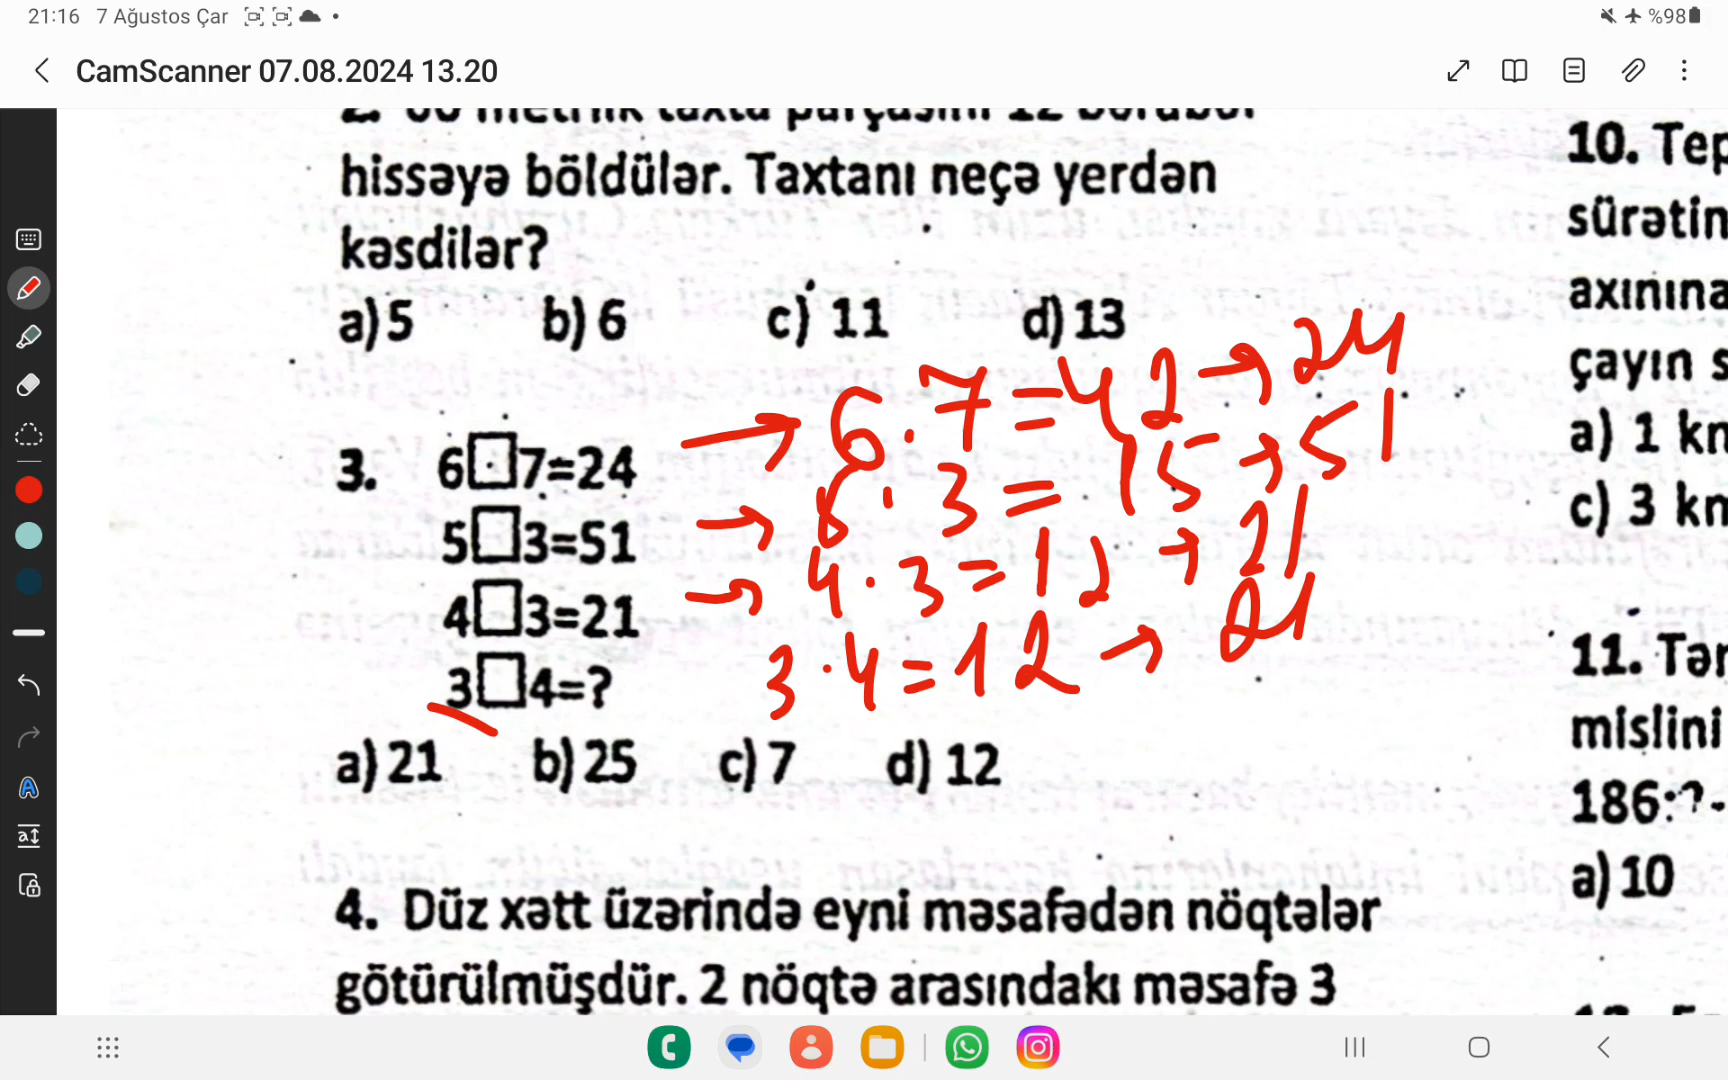 21:16 7 Ağustos Çar %98
CamScanner 07.08.2024 13.20
hissəyə böldülər. Taxtanı neçə yerdən
kəsdilər?
a) 5 b) 6 c) 11 d) 13
3. 6□7=24 → 6·7=42→24
5□3=51 → 5·3=15→51
4□3=21 → 4·3=12→21
3□4=? 3·4=12→21
a) 21 b) 25 c) 7 d) 12
4. Düz xətt üzərində eyni məsafədən nöqtələr
götürülmüşdür. 2 nöqtə arasındakı məsafə 3
10. Tep
sürətin
axınına
çayın s
a) 1 kn
c) 3 kn
11. Tər
mislini
186:?-
a) 10